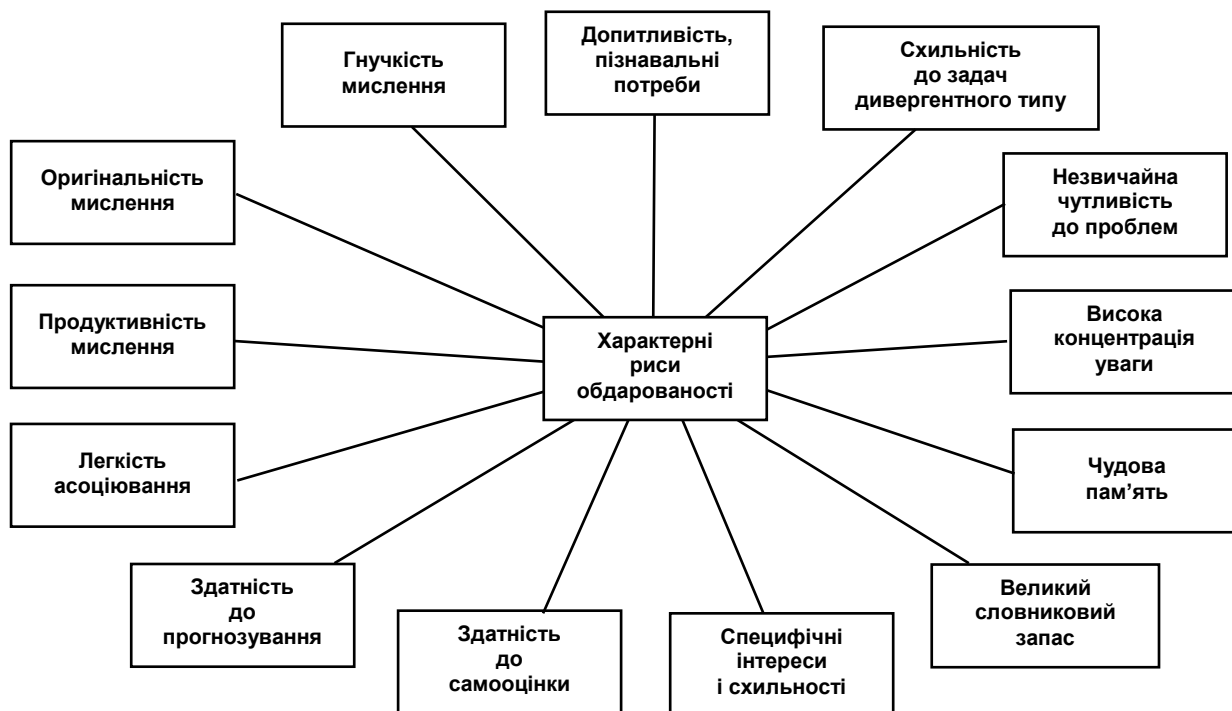 Гнучкість
мислення
Допитливість,
пізнавальні
потреби
Схильність
до задач
дивергентного типу
Оригінальність
мислення
Незвичайна
чутливість
до проблем
Продуктивність
мислення
Характерні
риси
обдарованості
Висока
концентрація
уваги
Легкість
асоціювання
Чудова
пам’ять
Здатність
до
прогнозування
Здатність
до
самооцінки
Специфічні
інтереси
і схильності
Великий
словниковий
запас